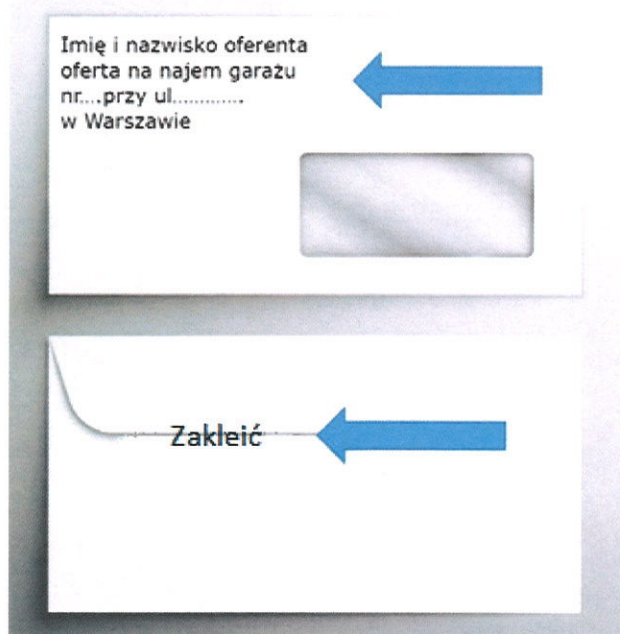 Imię i nazwisko oferenta
oferta na najem garażu
nr....przy ul.............
w Warszawie
Zakleić